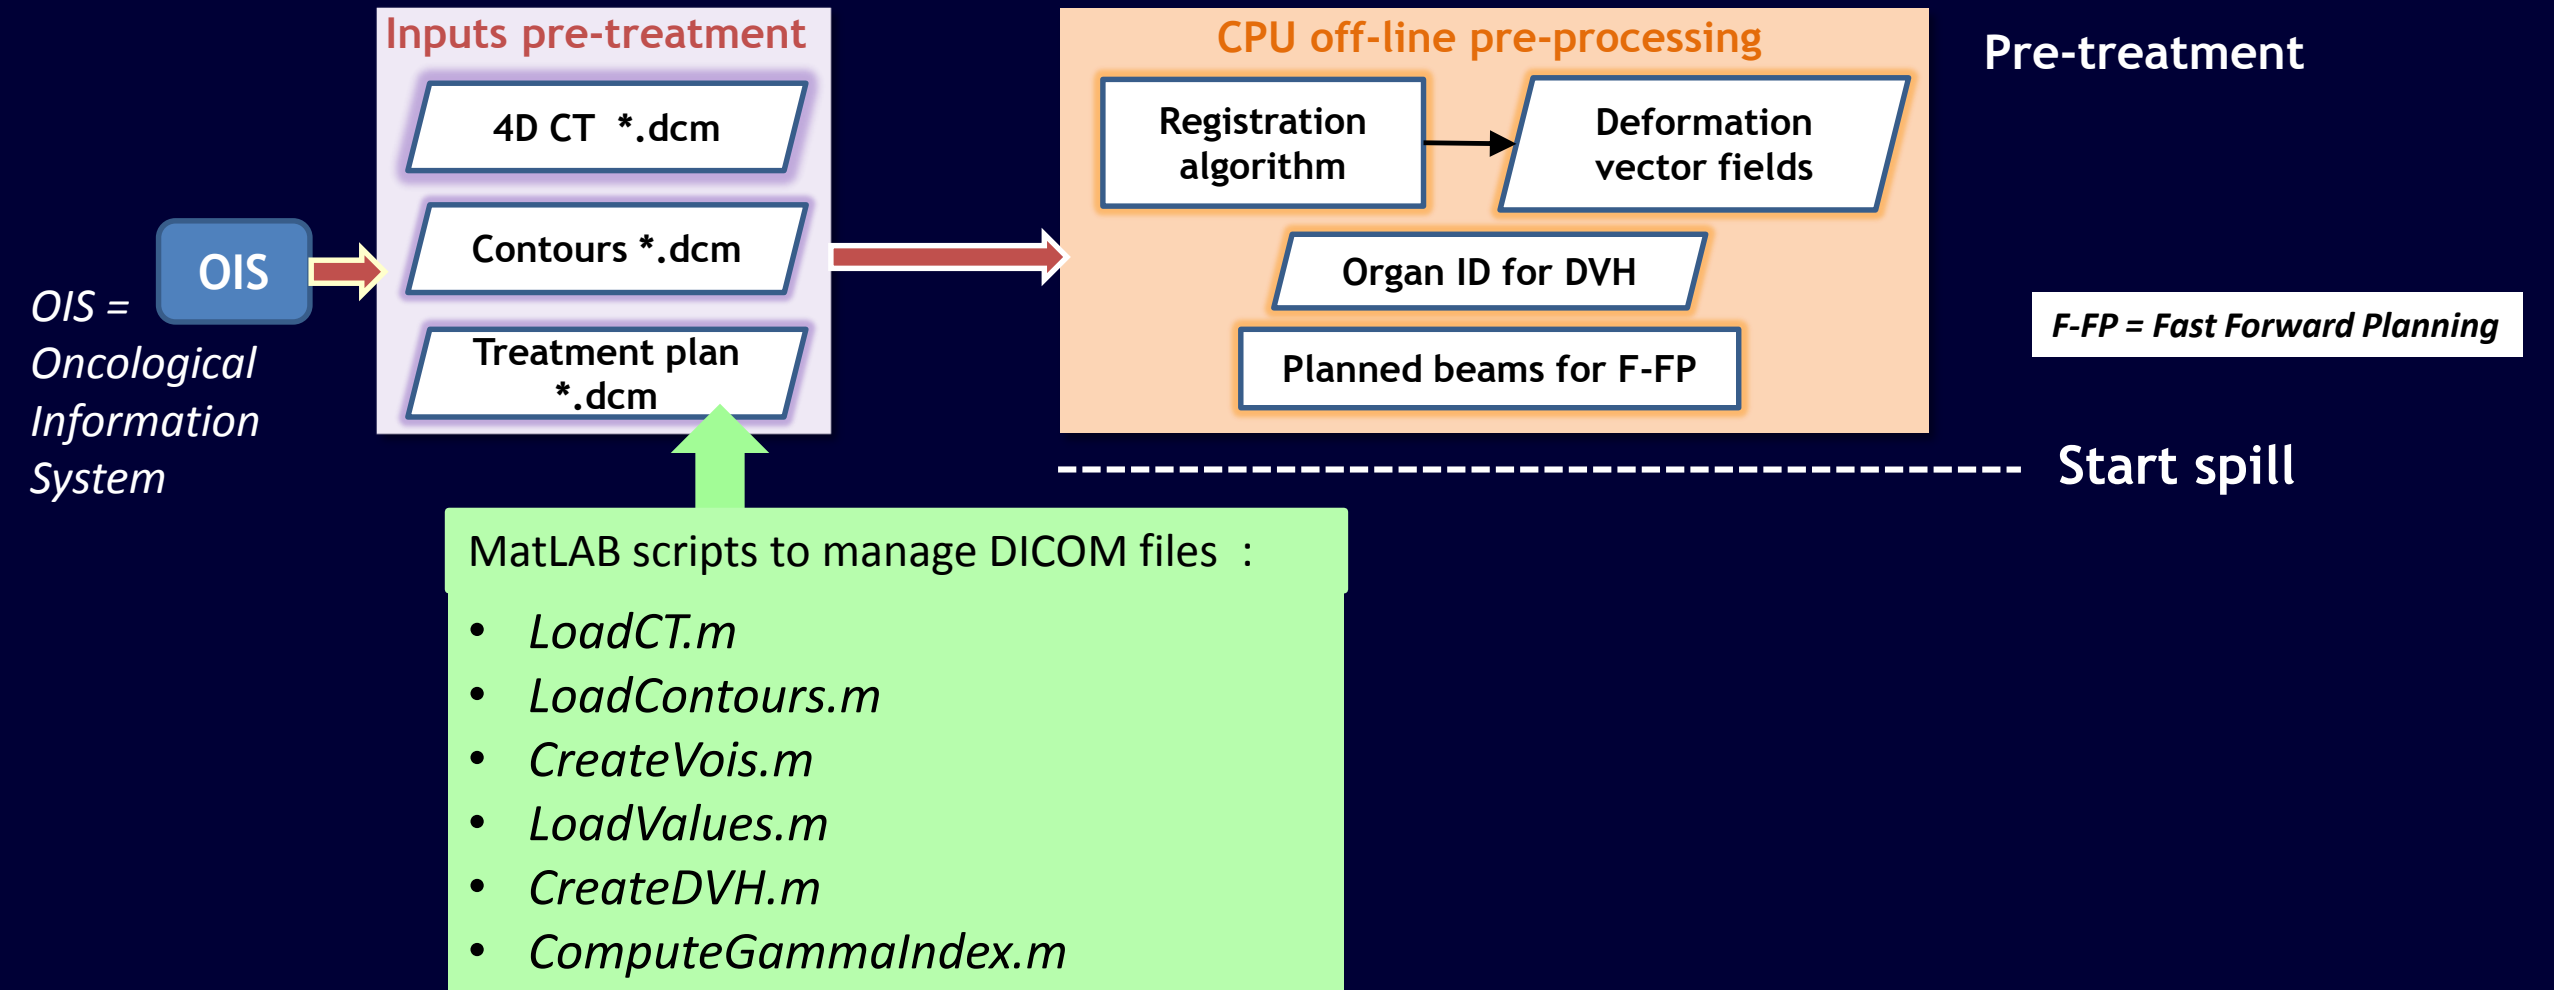 Inputs pre-treatment
4D CT  *.dcm
Contours *.dcm
Treatment plan
*.dcm
OIS
OIS =
Oncological
Information
System
CPU off-line pre-processing
Registration
algorithm
Deformation
vector fields
Organ ID for DVH
Planned beams for F-FP
Pre-treatment
F-FP = Fast Forward Planning
Start spill
MatLAB scripts to manage DICOM files  :
• LoadCT.m
• LoadContours.m
• CreateVois.m
• LoadValues.m
• CreateDVH.m
• ComputeGammaIndex.m